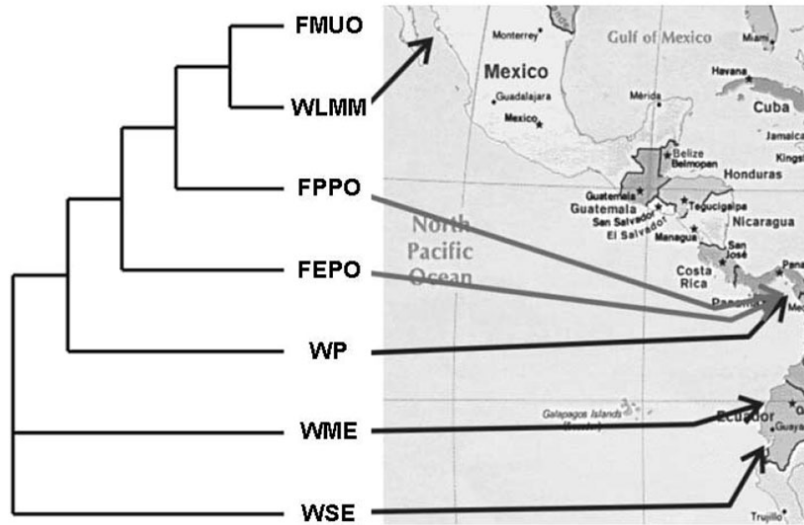 FMUO
WLMM
FPPO
FEPO
WP
WME
WSE
Monterrey
Gulf of Mexico
Miami
Mexico
Havana
Guadalajara
Mérida
Cuba
Mexico
Jamaica
Belize
Belmopan
Honduras
Guatemala
Guatemala
Tegucigalpa
San Salvador
El Salvador
Nicaragua
Managua
North
Pacific
Ocean
San
José
Costa
Rica
Galapagos Islands
Ecuador
Trujillo